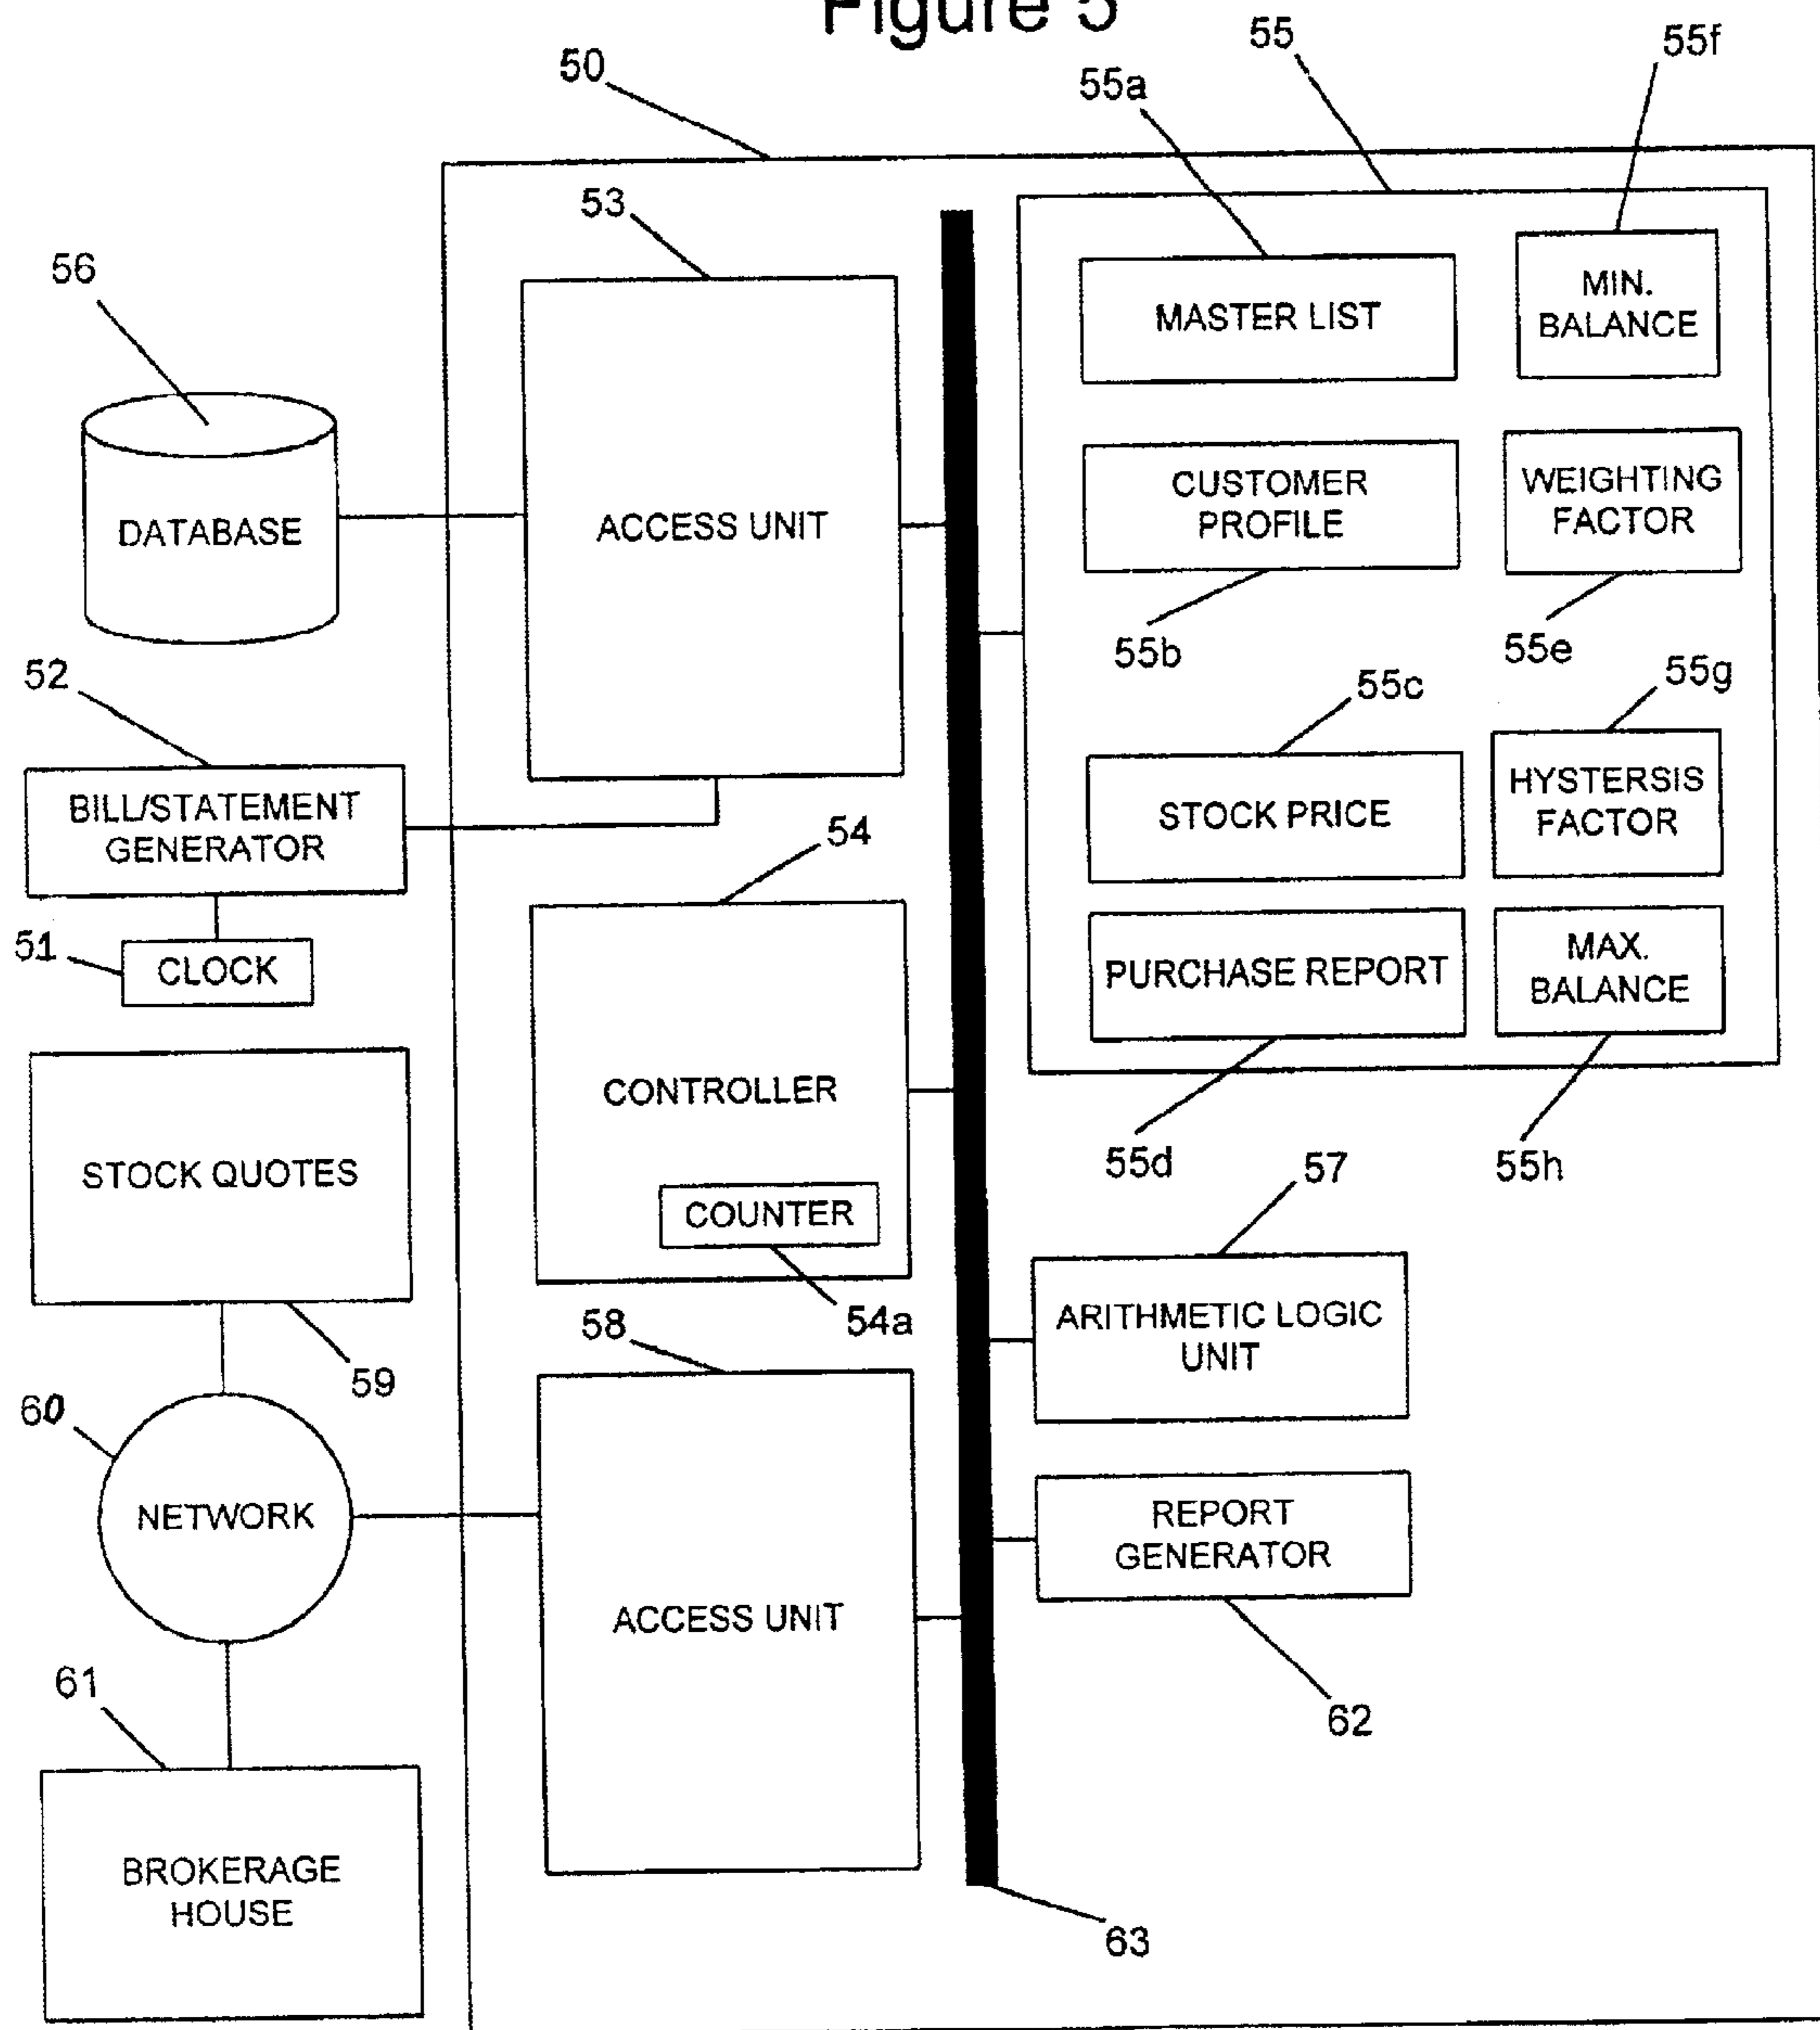 Figure 5
50
55
55f
55a
53
56
MASTER LIST
MIN.
BALANCE
DATABASE
ACCESS UNIT
CUSTOMER
PROFILE
WEIGHTING
FACTOR
55b
55e
52
55c
55g
BILL/STATEMENT
GENERATOR
54
STOCK PRICE
HYSTERSIS
FACTOR
51
CLOCK
PURCHASE REPORT
MAX.
BALANCE
CONTROLLER
COUNTER
54a
55d
55h
STOCK QUOTES
59
57
ARITHMETIC LOGIC
UNIT
58
60
NETWORK
ACCESS UNIT
REPORT
GENERATOR
62
61
BROKERAGE
HOUSE
63